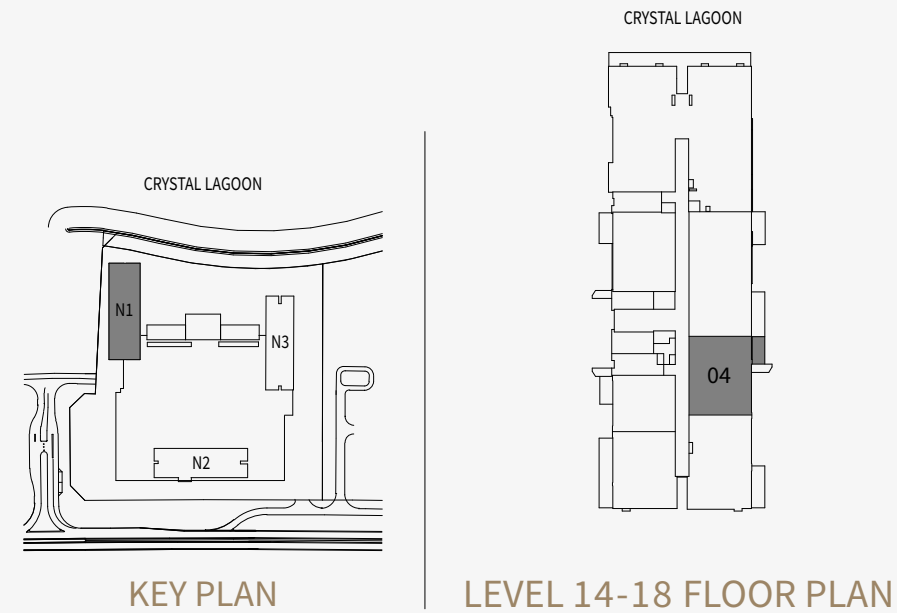 CRYSTAL LAGOON
N1
N3
N2
KEY PLAN
CRYSTAL LAGOON
04
LEVEL 14-18 FLOOR PLAN